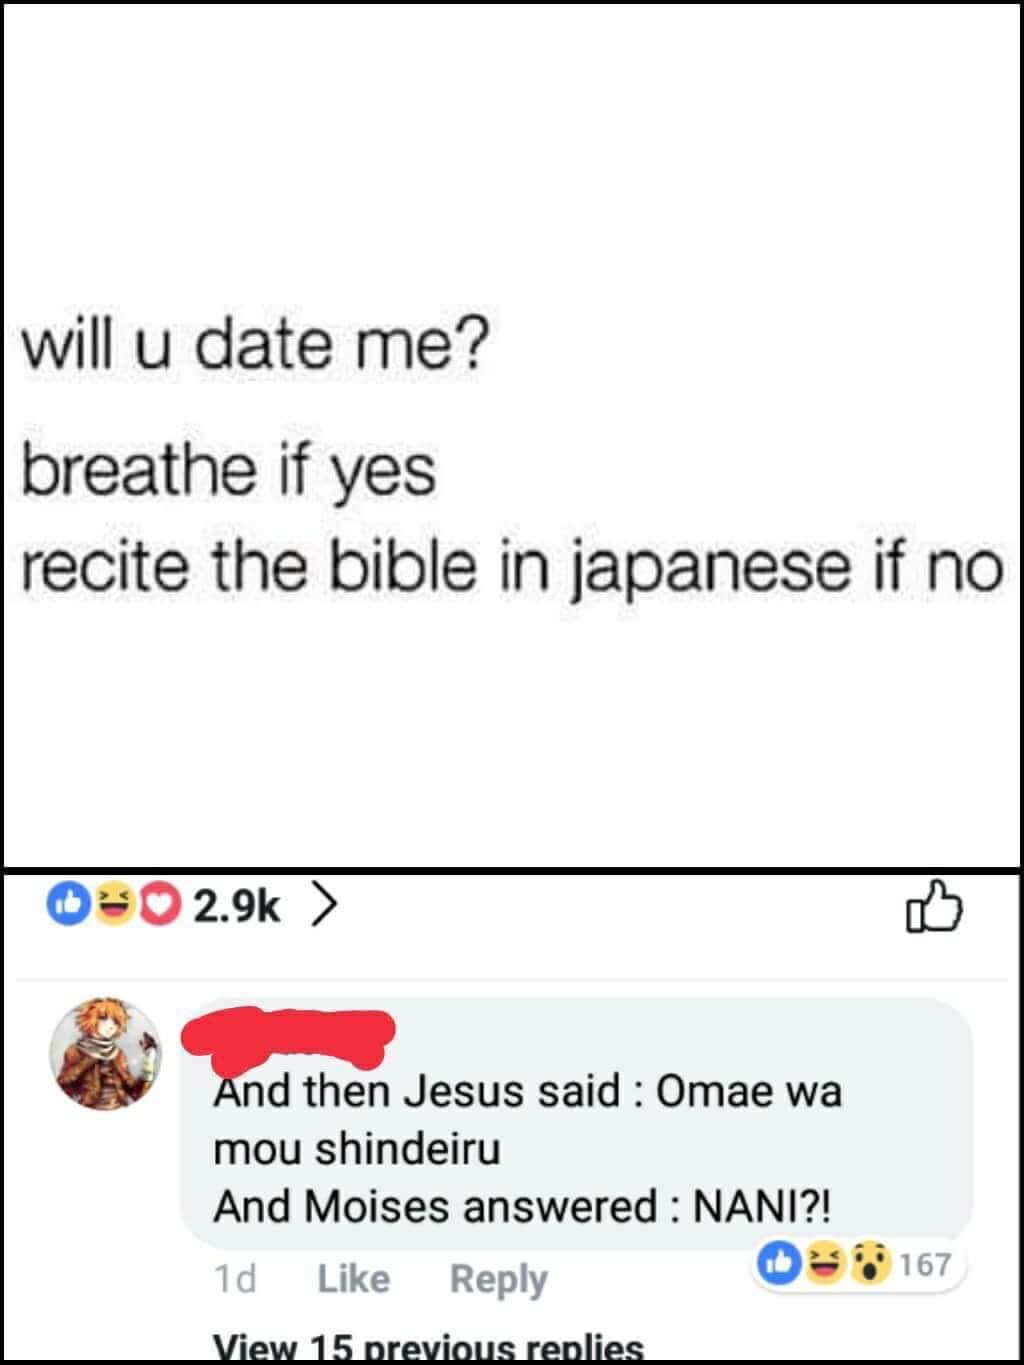 will u date me?
breathe if yes
recite the bible in japanese if no
2.9k
And then Jesus said : Omae wa
mou shindeiru
And Moises answered : NANI?!
1d Like Reply 167
View 15 previous replies